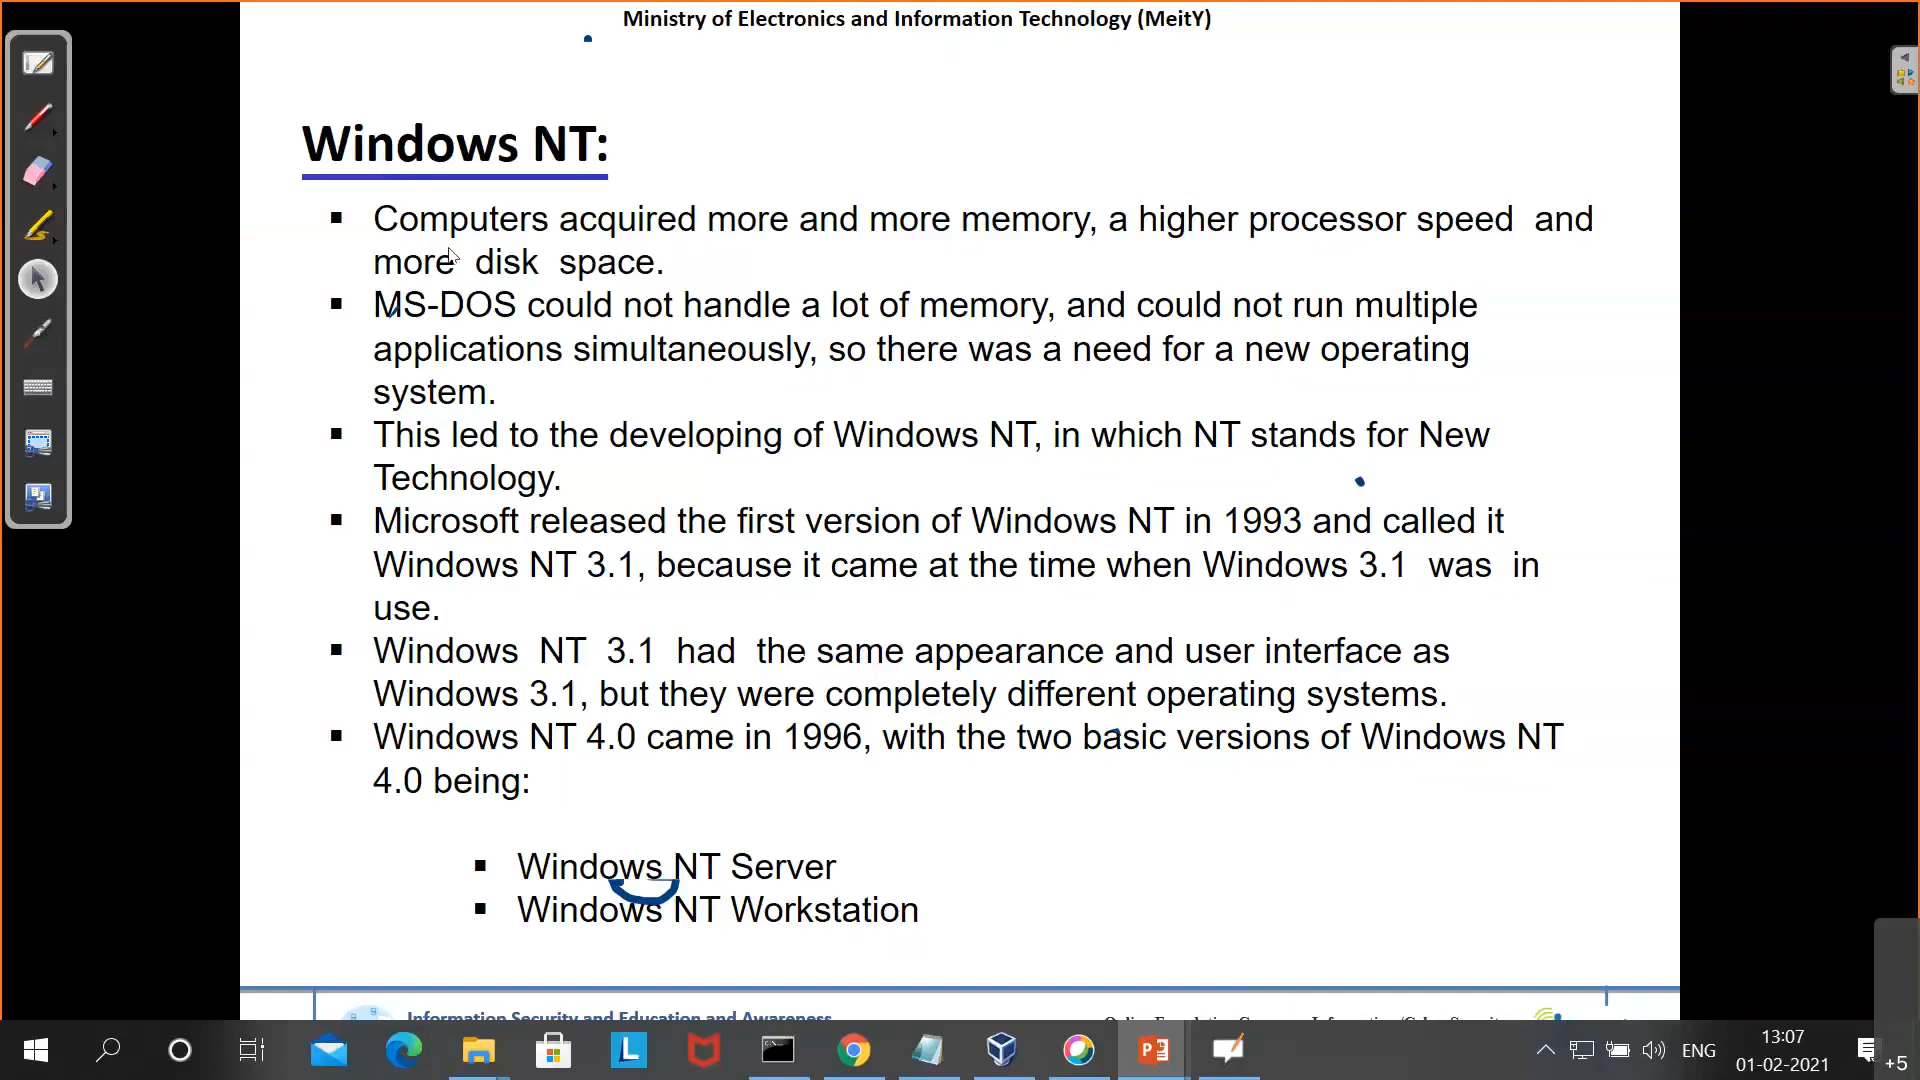 Ministry of Electronics and Information Technology (MeitY)
Windows NT:
▪ Computers acquired more and more memory, a higher processor speed and
more disk space.
▪ MS-DOS could not handle a lot of memory, and could not run multiple
applications simultaneously, so there was a need for a new operating
system.
▪ This led to the developing of Windows NT, in which NT stands for New
Technology.
▪ Microsoft released the first version of Windows NT in 1993 and called it
Windows NT 3.1, because it came at the time when Windows 3.1 was in
use.
▪ Windows NT 3.1 had the same appearance and user interface as
Windows 3.1, but they were completely different operating systems.
▪ Windows NT 4.0 came in 1996, with the two basic versions of Windows NT
4.0 being:
▪ Windows NT Server
▪ Windows NT Workstation
Information Security and Education and Awareness
L
ENG
13:07
01-02-2021
+5